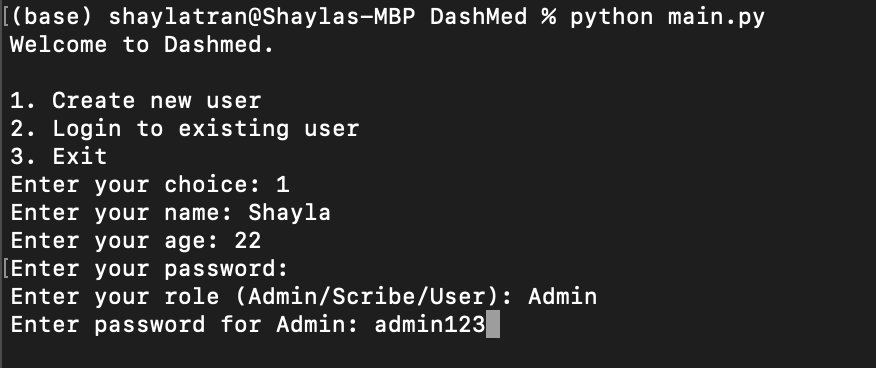 [(base) shaylatran@Shaylas-MBP DashMed % python main.py
Welcome to Dashmed.
1. Create new user
2. Login to existing user
3. Exit
Enter your choice: 1
Enter your name: Shayla
Enter your age: 22
[Enter your password:
Enter your role (Admin/Scribe/User): Admin
Enter password for Admin: admin123